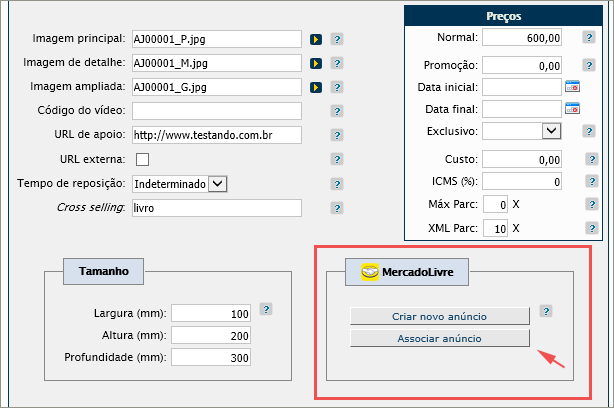 Imagem principal: AJ00001_P.jpg ?
Imagem de detalhe: AJ00001_M.jpg ?
Imagem ampliada: AJ00001_G.jpg ?
Código do vídeo: ?
URL de apoio: http://www.testando.com.br ?
URL externa: ?
Tempo de reposição: Indeterminado ?
Cross selling: livro ?
Preços
Normal: 600,00 ?
Promoção: 0,00 ?
Data inicial:
Data final:
Exclusivo: ?
Custo: 0,00 ?
ICMS (%): 0 ?
Máx Parc: 0 X ?
XML Parc: 10 X ?
Tamanho
Largura (mm): 100 ?
Altura (mm): 200
Profundidade (mm): 300
MercadoLivre
Criar novo anúncio ?
Associar anúncio